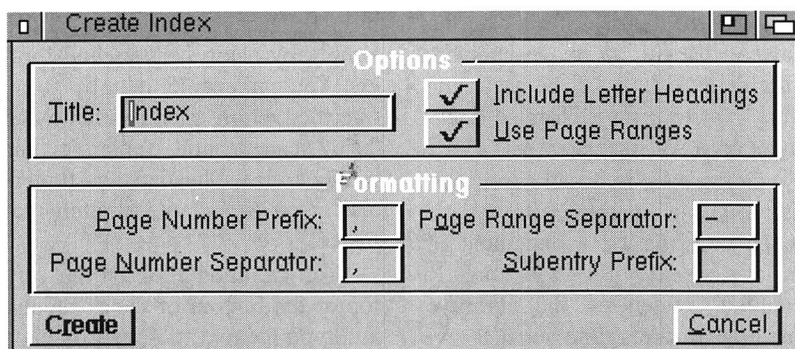 Create Index
Options
Title: Index
✓ Include Letter Headings
✓ Use Page Ranges
Formatting
Page Number Prefix: , Page Range Separator: –
Page Number Separator: , Subentry Prefix:
Create Cancel